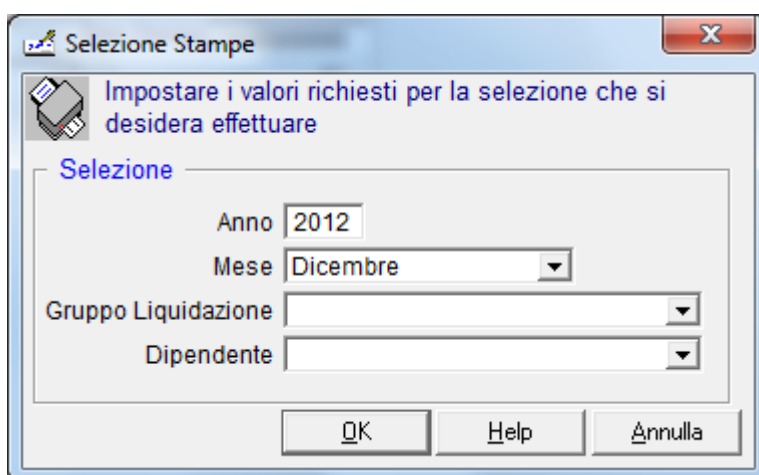 Selezione Stampe
Impostare i valori richiesti per la selezione che si
desidera effettuare
Selezione
Anno 2012
Mese Dicembre
Gruppo Liquidazione
Dipendente
OK Help Annulla